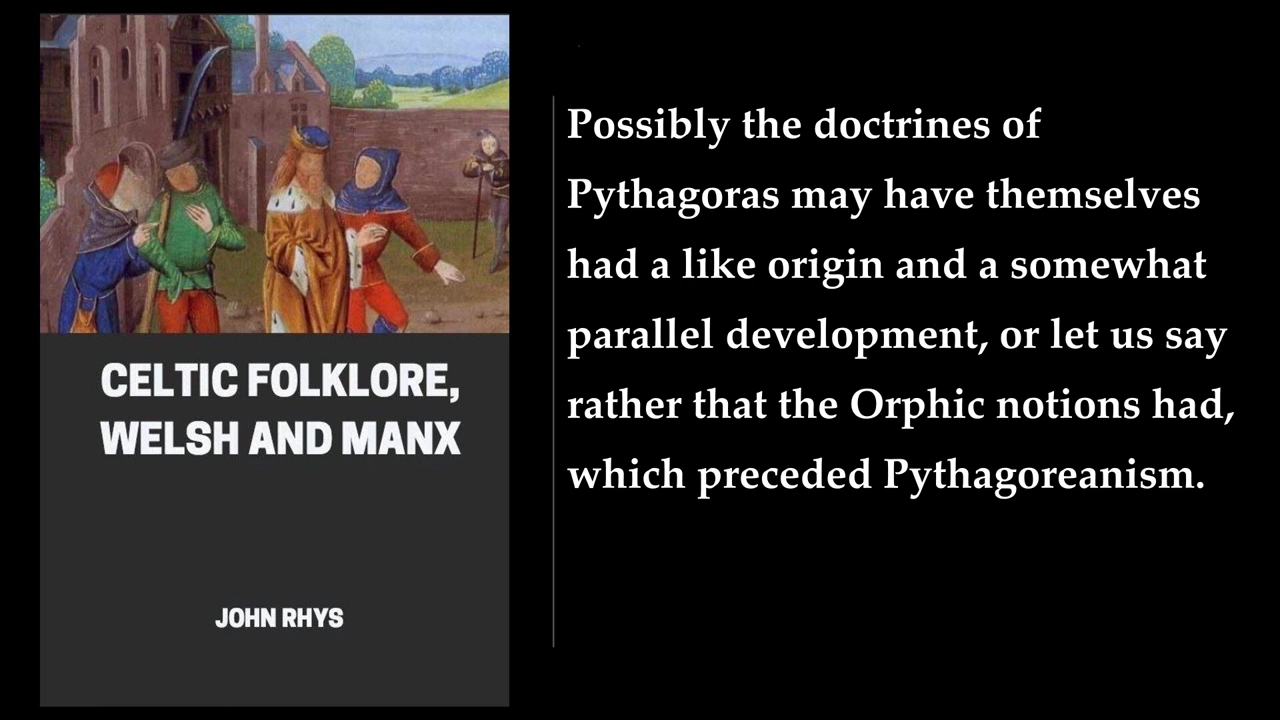 CELTIC FOLKLORE,
WELSH AND MANX
JOHN RHYS
Possibly the doctrines of
Pythagoras may have themselves
had a like origin and a somewhat
parallel development, or let us say
rather that the Orphic notions had,
which preceded Pythagoreanism.